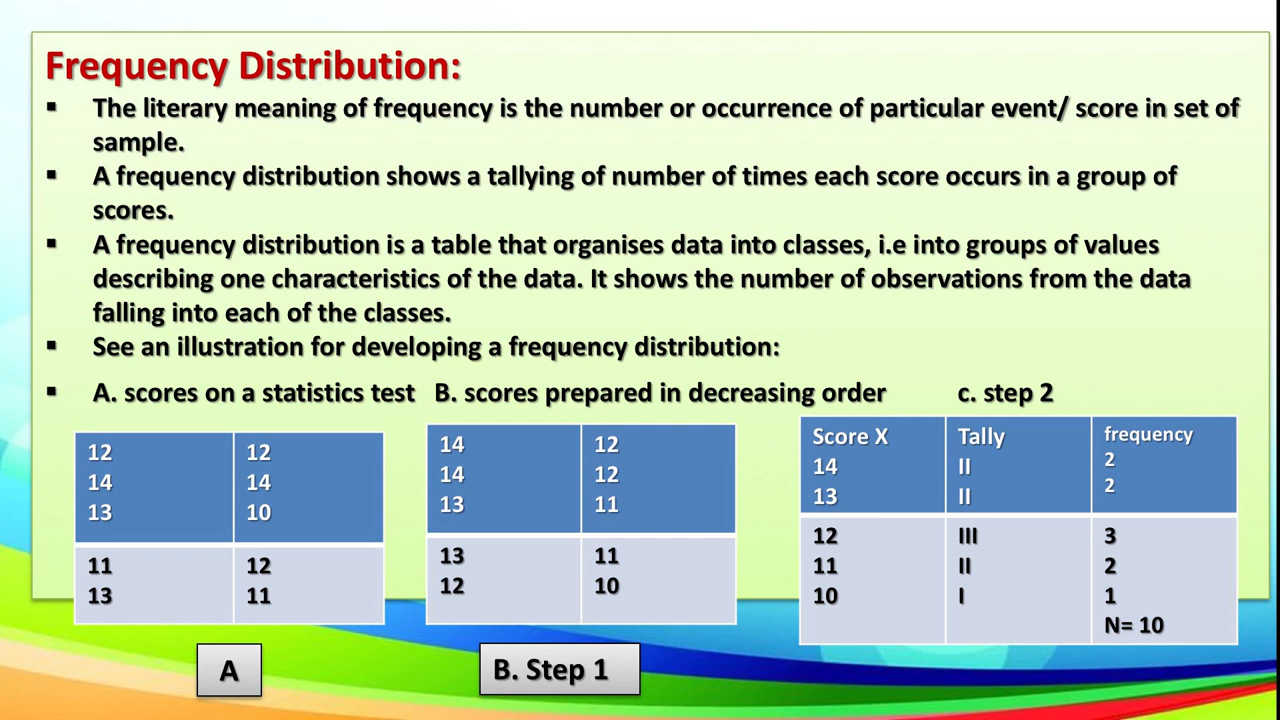 Frequency Distribution:
▪ The literary meaning of frequency is the number or occurrence of particular event/ score in set of
sample.
▪ A frequency distribution shows a tallying of number of times each score occurs in a group of
scores.
▪ A frequency distribution is a table that organises data into classes, i.e into groups of values
describing one characteristics of the data. It shows the number of observations from the data
falling into each of the classes.
▪ See an illustration for developing a frequency distribution:
▪ A. scores on a statistics test B. scores prepared in decreasing order c. step 2
12 12
14 14
13 10
11 12
13 11
A
14 12
14 12
13 11
13 11
12 10
B. Step 1
Score X Tally frequency
14 II 2
13 II 2
12 III 3
11 II 2
10 I 1
N= 10